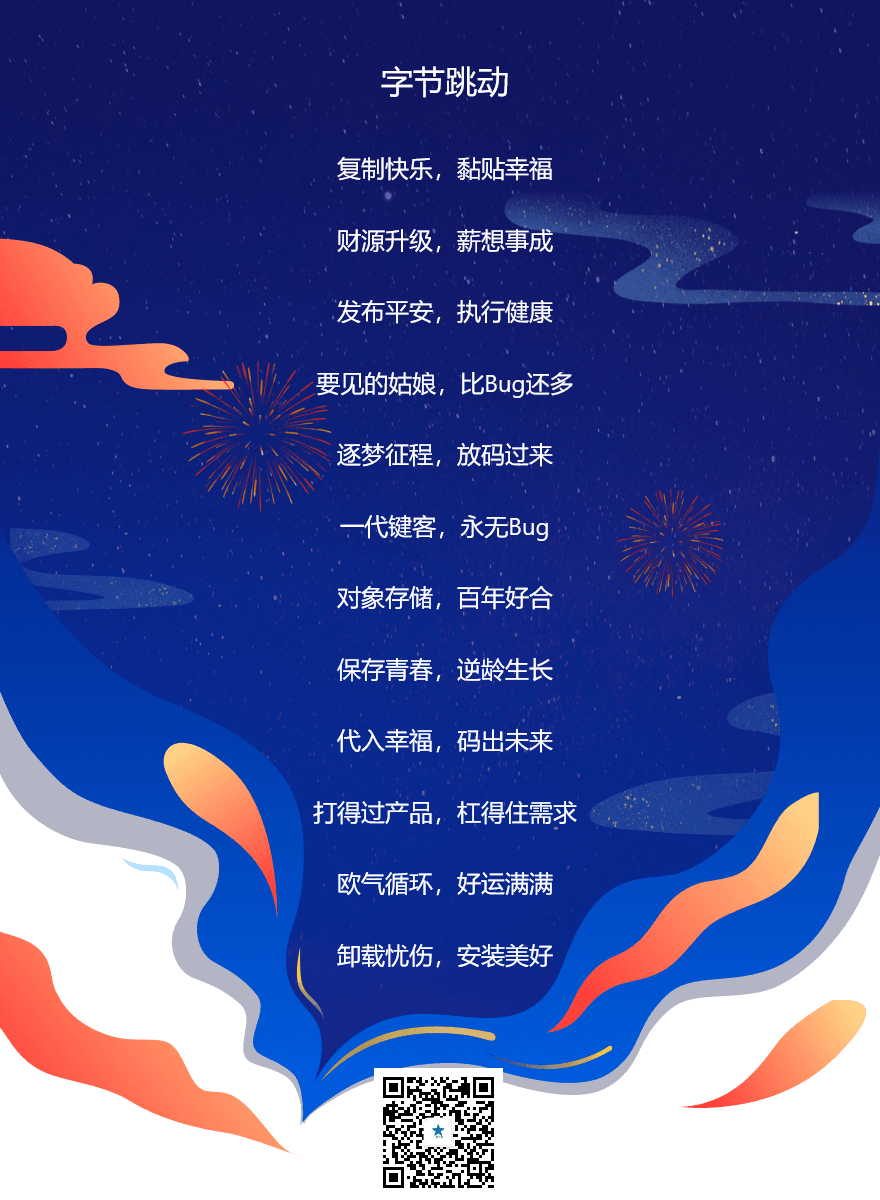 字节跳动
复制快乐，黏贴幸福
财源升级，薪想事成
发布平安，执行健康
要见的姑娘，比Bug还多
逐梦征程，放码过来
一代键客，永无Bug
对象存储，百年好合
保存青春，逆龄生长
代入幸福，码出未来
打得过产品，杠得住需求
欧气循环，好运满满
卸载忧伤，安装美好